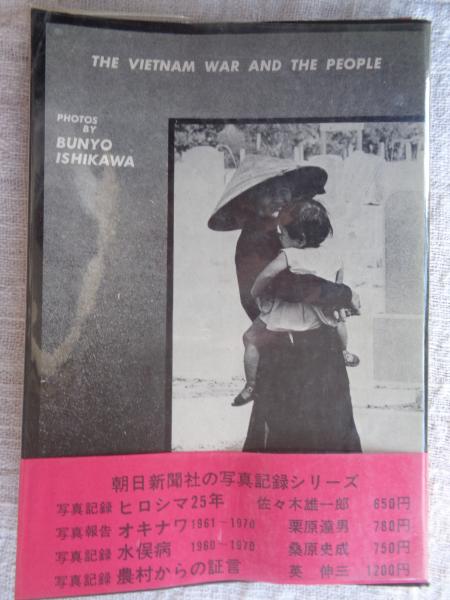 THE VIETNAM WAR AND THE PEOPLE
PHOTOS
BY
BUNYO
ISHIKAWA
朝日新聞社の写真記録シリーズ
写真記録 ヒロシマ25年 佐々木雄一郎 650円
写真報告 オキナワ 1961－1970 栗原達男 780円
写真記録 水俣病 1960－1970 桑原史成 750円
写真記録 農村からの証言 英 伸三 1200円